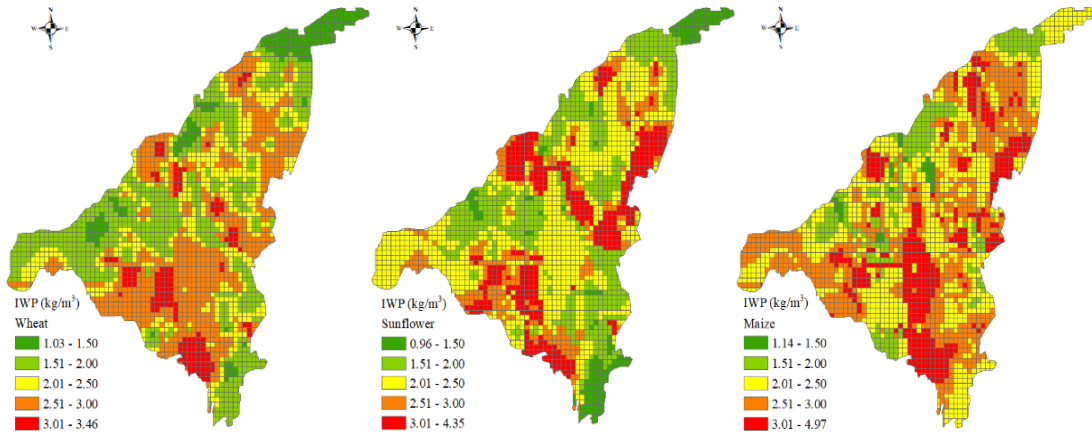 N
W E
S
IWP (kg/m³)
Wheat
1.03 - 1.50
1.51 - 2.00
2.01 - 2.50
2.51 - 3.00
3.01 - 3.46
N
W E
S
IWP (kg/m³)
Sunflower
0.96 - 1.50
1.51 - 2.00
2.01 - 2.50
2.51 - 3.00
3.01 - 4.35
N
W E
S
IWP (kg/m³)
Maize
1.14 - 1.50
1.51 - 2.00
2.01 - 2.50
2.51 - 3.00
3.01 - 4.97